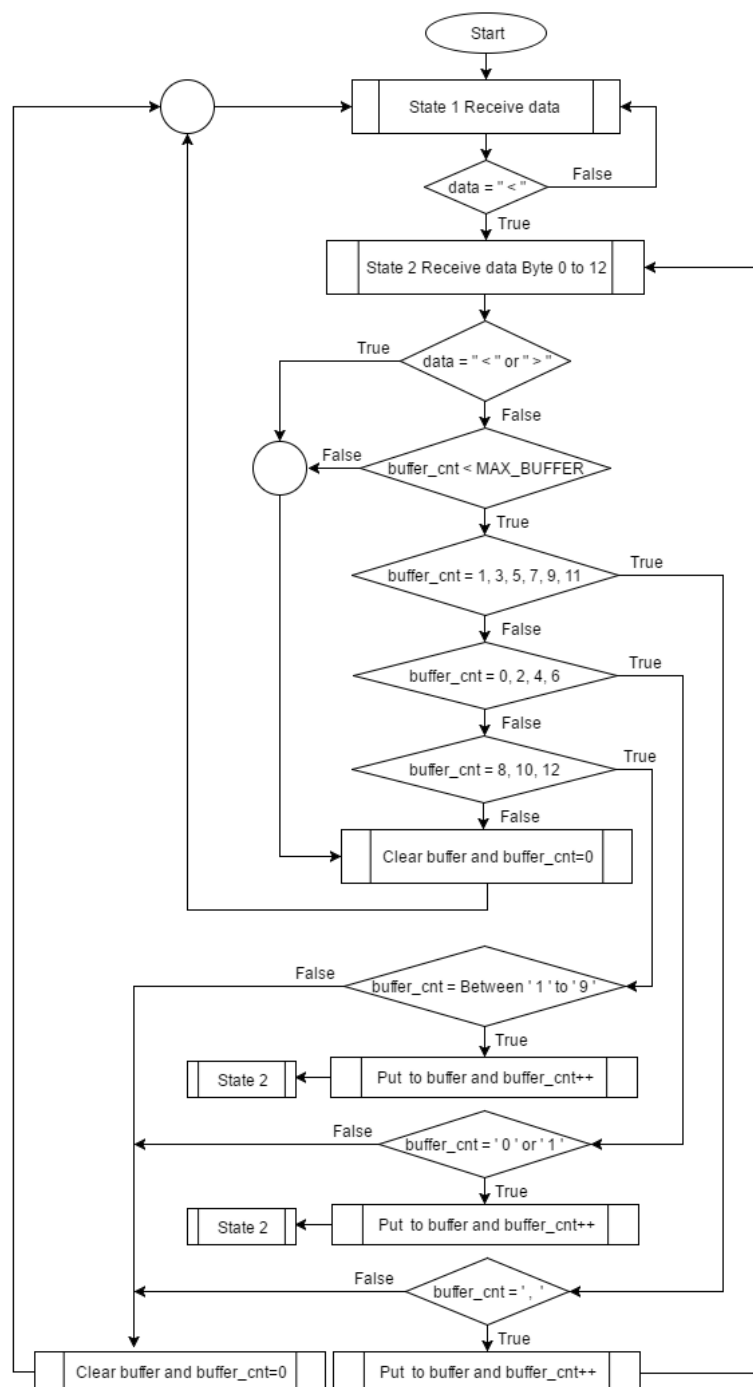 Start
State 1 Receive data
False
data = " < "
True
State 2 Receive data Byte 0 to 12
True
data = " < " or " > "
False
False
buffer_cnt < MAX_BUFFER
True
buffer_cnt = 1, 3, 5, 7, 9, 11
True
False
buffer_cnt = 0, 2, 4, 6
True
False
buffer_cnt = 8, 10, 12
True
False
Clear buffer and buffer_cnt=0
False
buffer_cnt = Between ' 1 ' to ' 9 '
True
State 2
Put to buffer and buffer_cnt++
False
buffer_cnt = ' 0 ' or ' 1 '
True
State 2
Put to buffer and buffer_cnt++
False
buffer_cnt = ' , '
True
Clear buffer and buffer_cnt=0
Put to buffer and buffer_cnt++